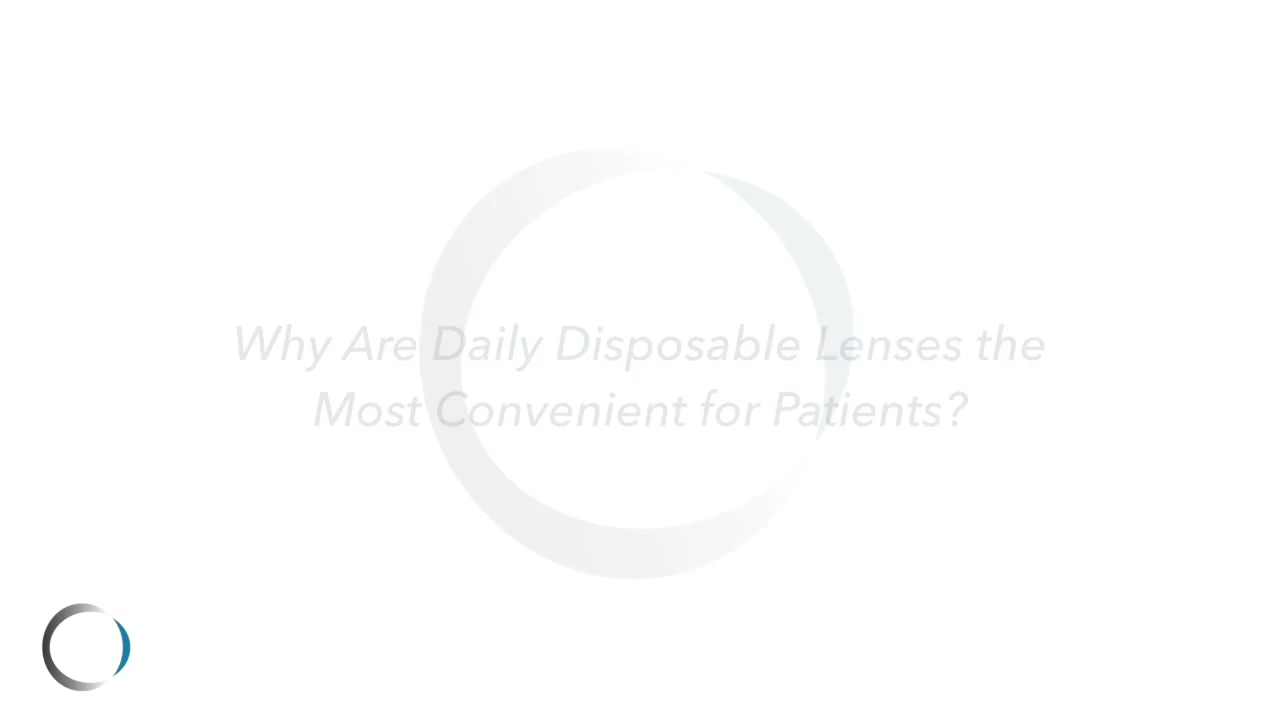 Why Are Daily Disposable Lenses the
Most Convenient for Patients?